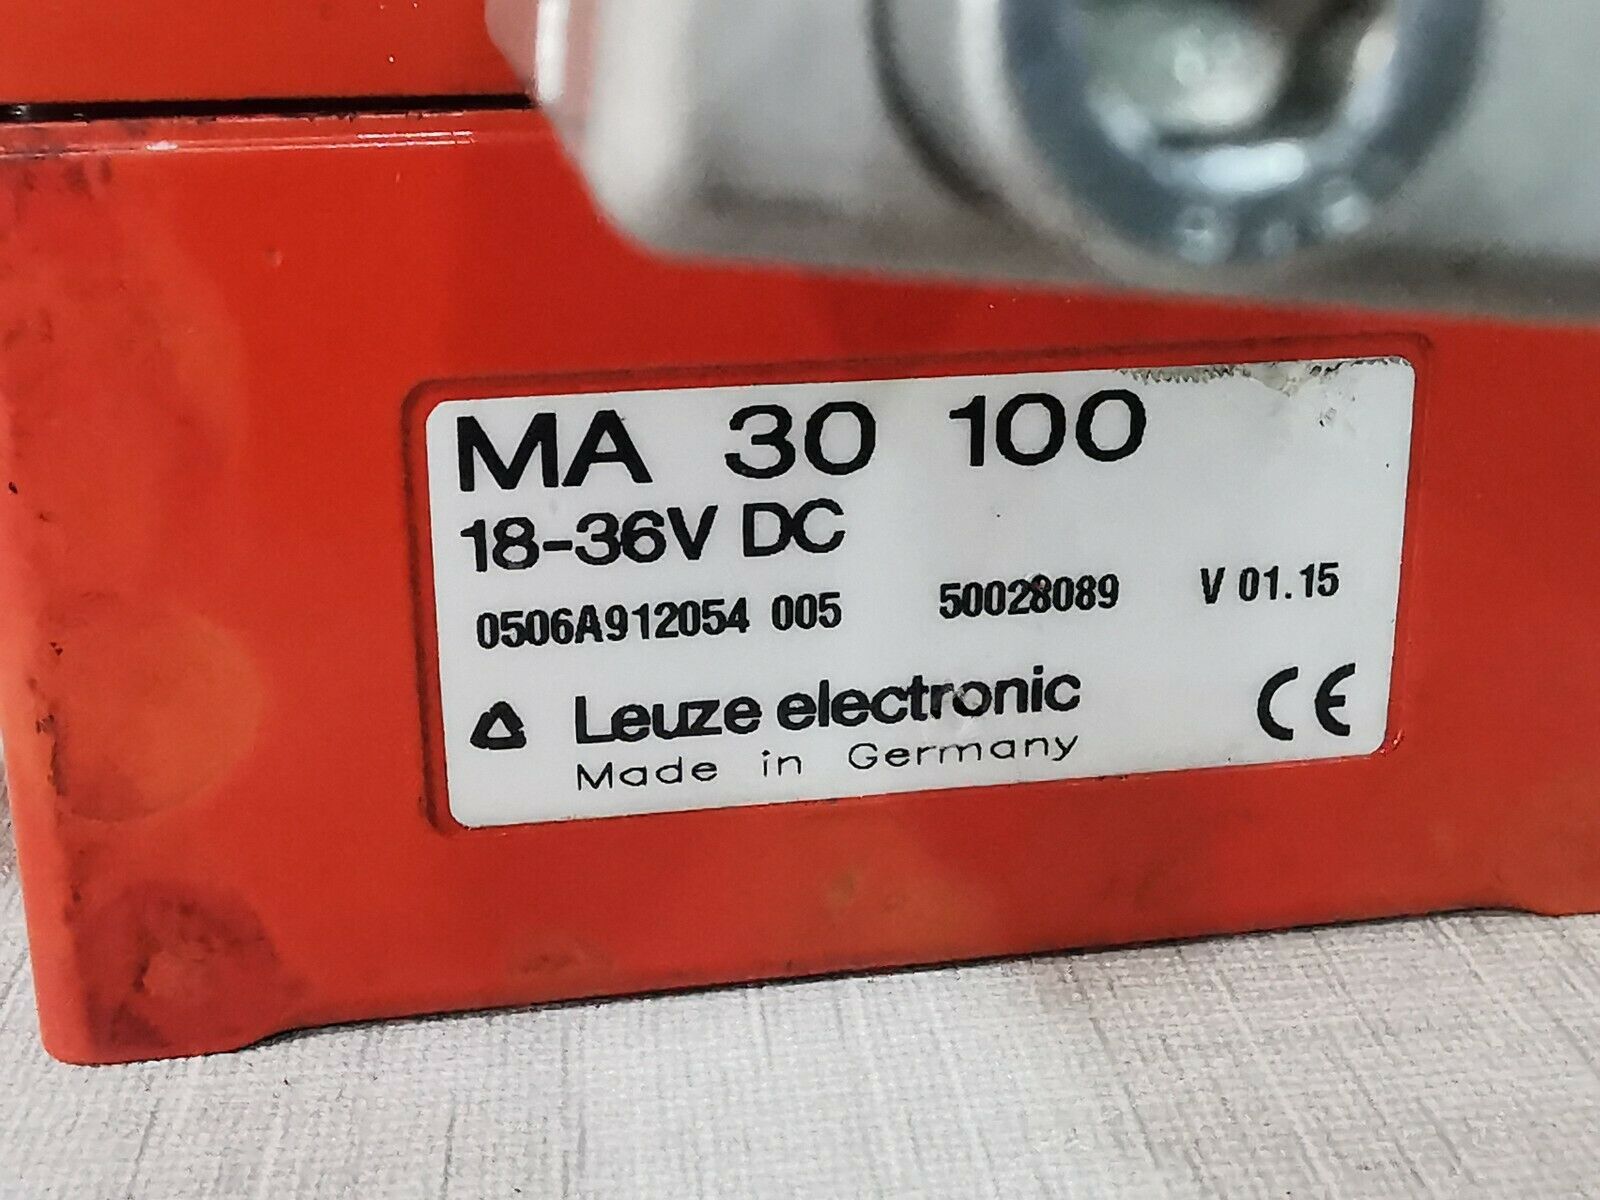 MA 30 100
18-36V DC
0506A912054 005 50028089 V 01.15
Leuze electronic CE
Made in Germany